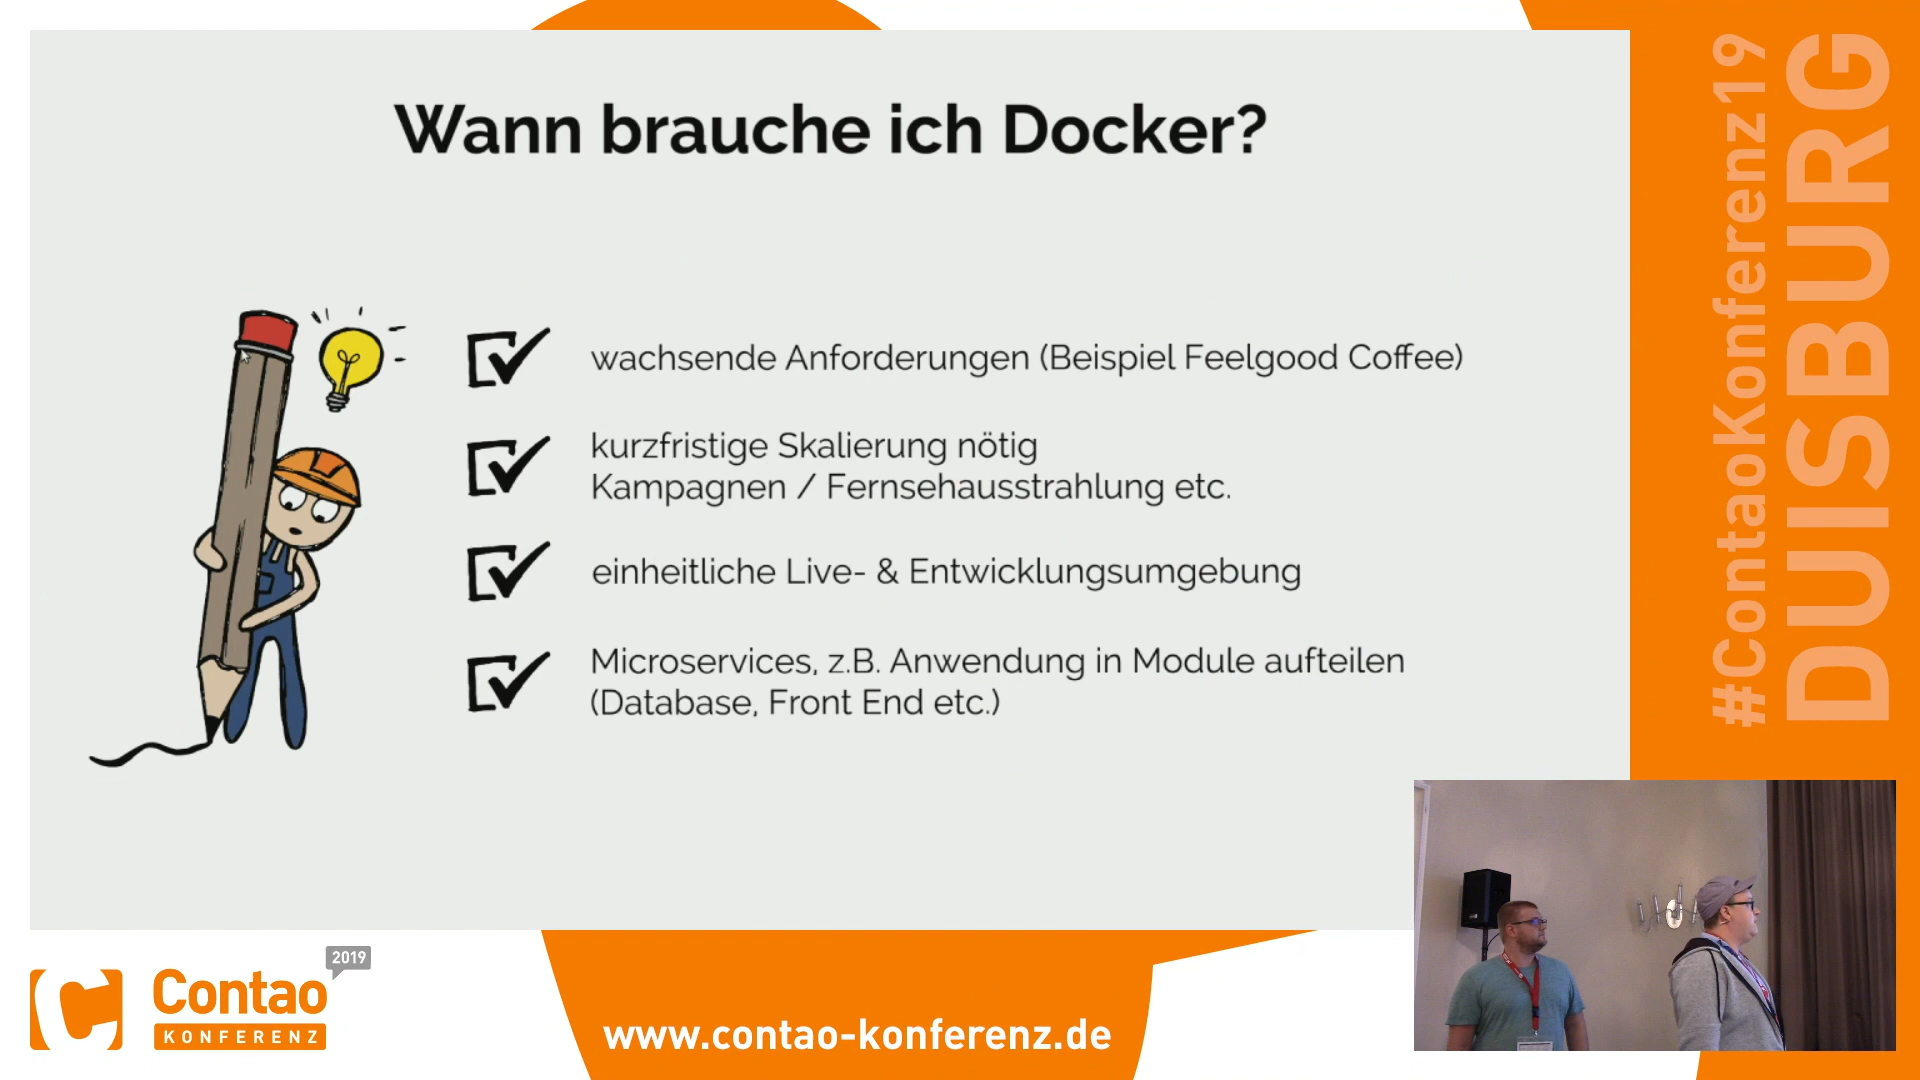 Wann brauche ich Docker?
wachsende Anforderungen (Beispiel Feelgood Coffee)
kurzfristige Skalierung nötig
Kampagnen / Fernsehausstrahlung etc.
einheitliche Live- & Entwicklungsumgebung
Microservices, z.B. Anwendung in Module aufteilen
(Database, Front End etc.)
#ContaoKonferenz19
DUISBURG
2019
Contao
KONFERENZ
www.contao-konferenz.de